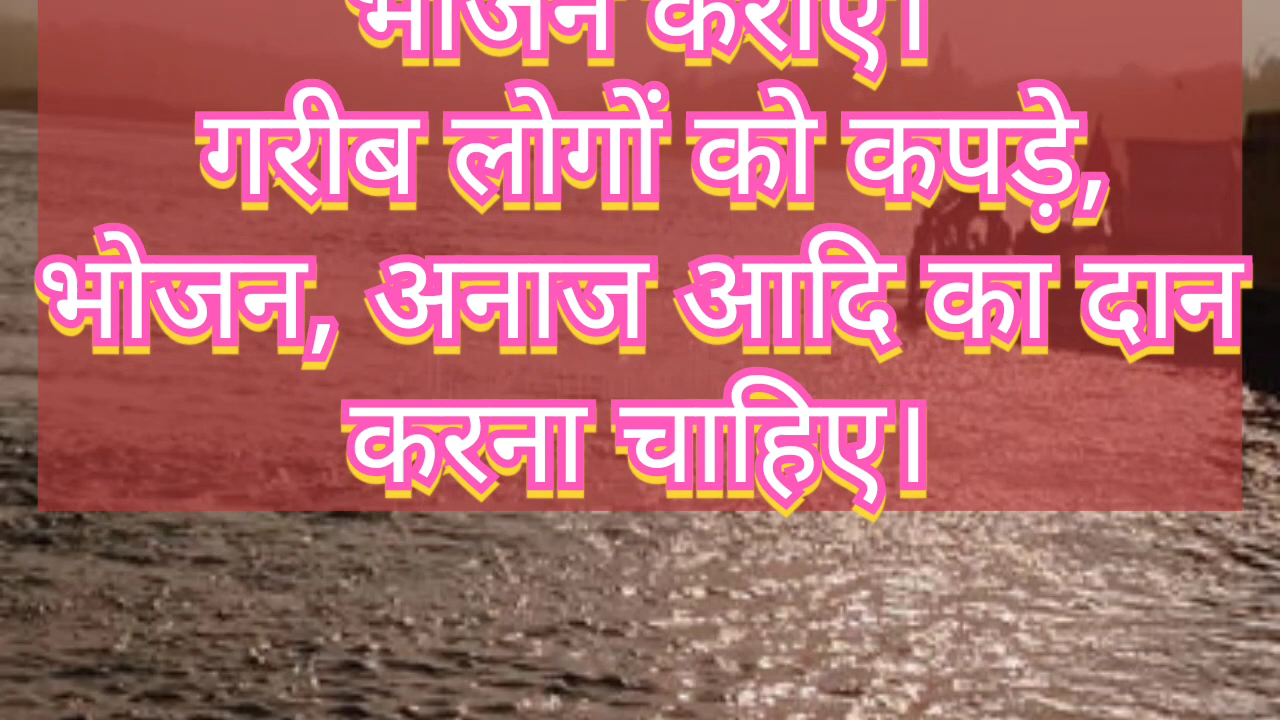 भोजन कराएं।
गरीब लोगों को कपड़े,
भोजन, अनाज आदि का दान
करना चाहिए।